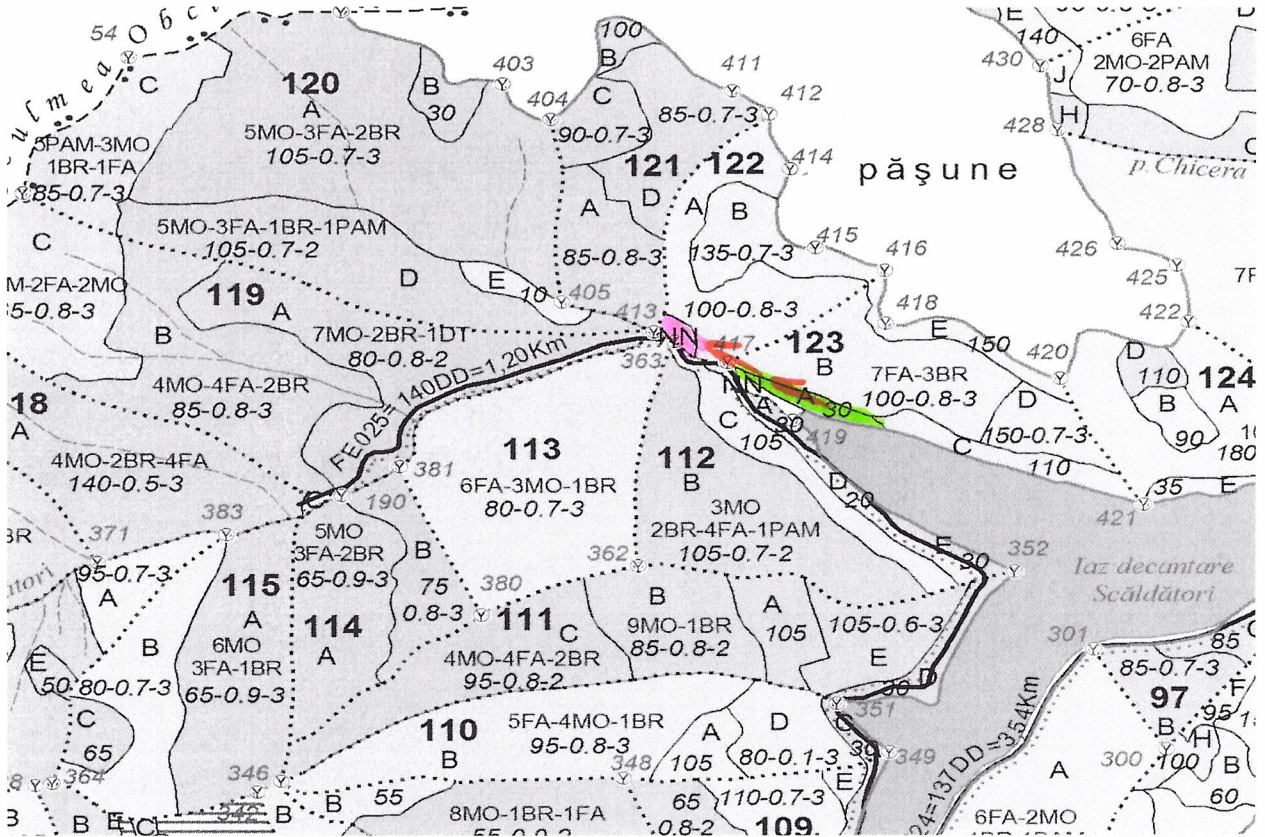 54
Culmea Obci
C
5PAM-3MO
1BR-1FA
85-0.7-3
120
A
5MO-3FA-2BR
105-0.7-3
B
30
403
404
100
B
C
90-0.7-3
411
412
85-0.7-3
121
122
414
D
A
A
B
85-0.8-3
135-0.7-3
415
416
păşune
E
140
430
J
H
428
6FA
2MO-2PAM
70-0.8-3
p. Chicera
426
425
422
C
M-2FA-2MO
5MO-3FA-1BR-1PAM
105-0.7-2
D
E
10
405
413
119
A
B
7MO-2BR-1DT
80-0.8-2
100-0.8-3
418
E
150
420
NN
417
363
123
B
7FA-3BR
100-0.8-3
D
110
B
90
124
A
180
D
150-0.7-3
C
110
35
E
421
FE025=140DD=1,20Km
4MO-4FA-2BR
85-0.8-3
18
A
4MO-2BR-4FA
140-0.5-3
NN
A
30
A
30
419
C
105
D
20
E
30
352
381
190
C
113
6FA-3MO-1BR
80-0.7-3
112
B
3MO
2BR-4FA-1PAM
105-0.7-2
383
371
BR
95-0.7-3
A
B
E
50
80-0.7-3
C
65
364
115
A
6MO
3FA-1BR
65-0.9-3
5MO
3FA-2BR
65-0.9-3
114
A
B
75
0.8-3
380
362
111
C
4MO-4FA-2BR
95-0.8-2
B
9MO-1BR
85-0.8-2
A
105
105-0.6-3
E
D
30
351
Iaz decantare
Scăldători
301
85
C
85-0.7-3
97
B
F
95
H
100
300
B
60
110
B
5FA-4MO-1BR
95-0.8-3
A
105
D
80-0.1-3
C
39
349
E
348
346
342
B
B
55
8MO-1BR-1FA
65
0.8-2
110-0.7-3
109
24=137DD=3.54Km
A
6FA-2MO
B
B
E